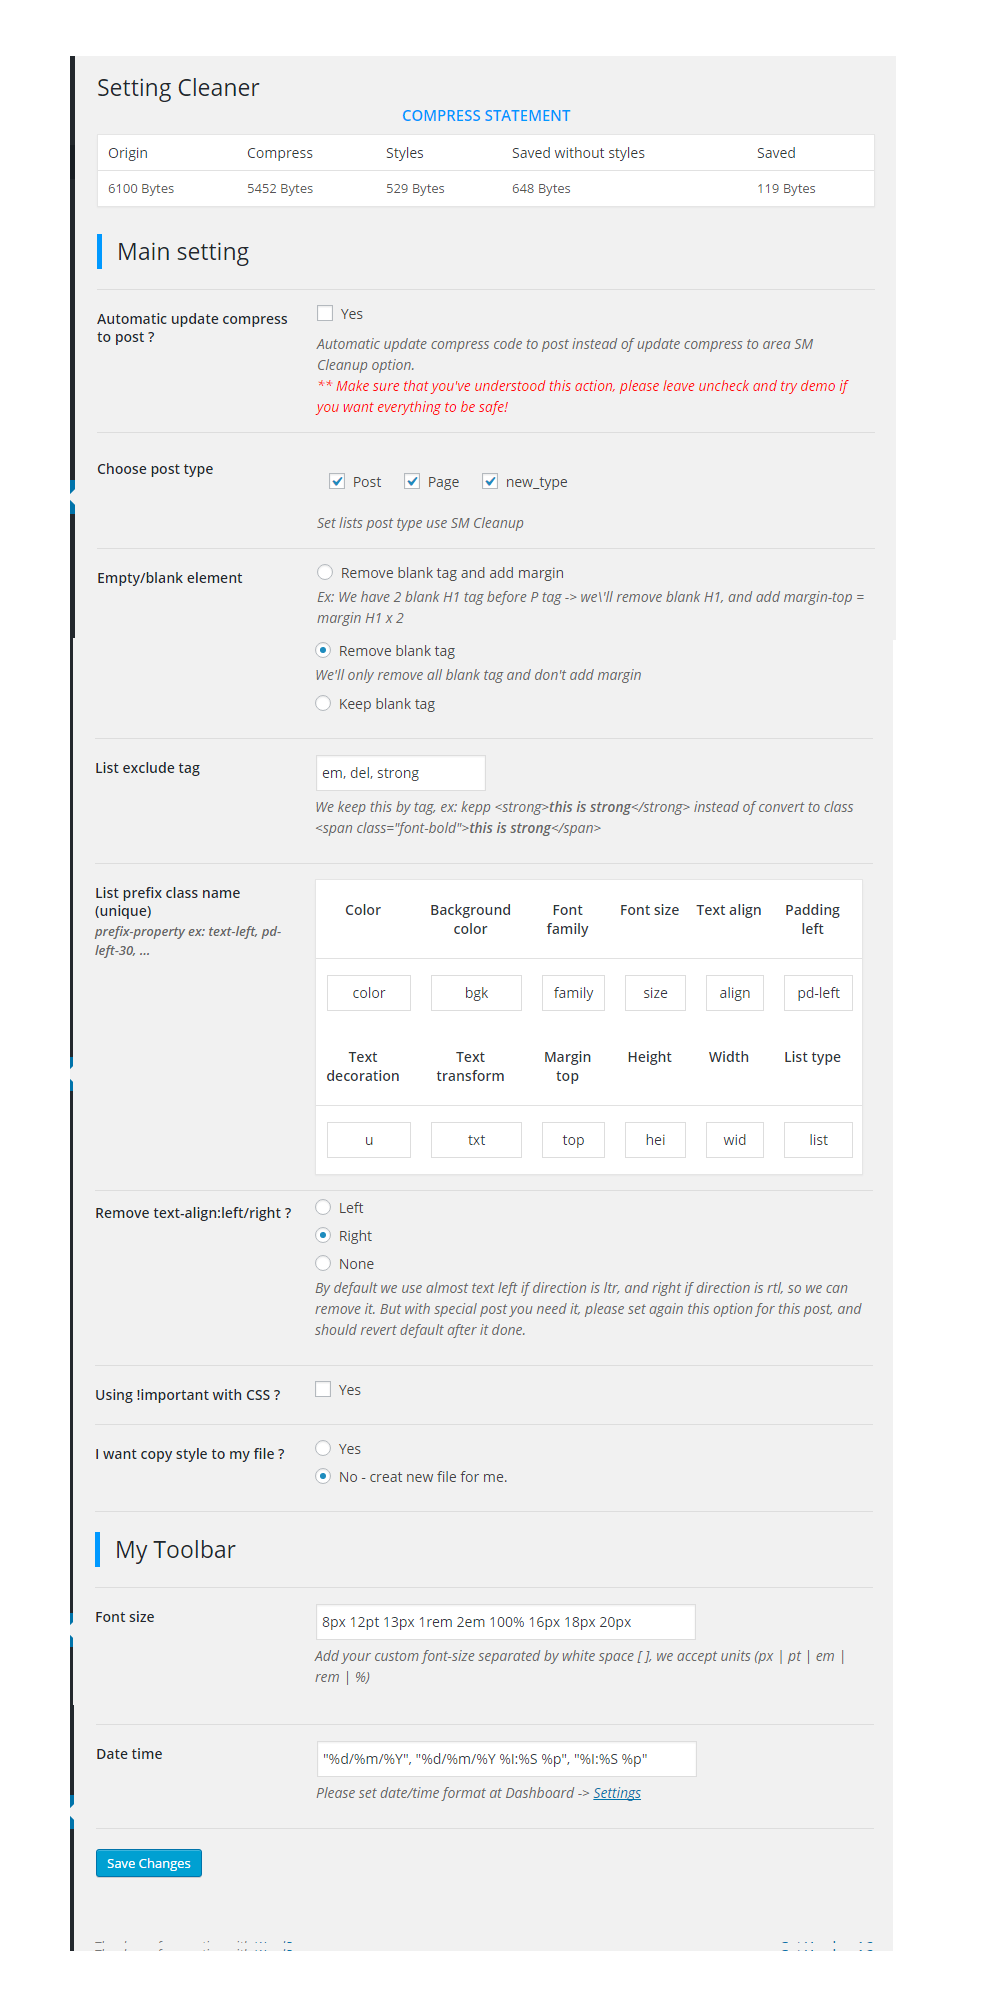 Setting Cleaner
COMPRESS STATEMENT
Origin Compress Styles Saved without styles Saved
6100 Bytes 5452 Bytes 529 Bytes 648 Bytes 119 Bytes
Main setting
Automatic update compress
to post ?
Yes
Automatic update compress code to post instead of update compress to area SM
Cleanup option.
** Make sure that you've understood this action, please leave uncheck and try demo if
you want everything to be safe!
Choose post type
Post Page new_type
Set lists post type use SM Cleanup
Empty/blank element
Remove blank tag and add margin
Ex: We have 2 blank H1 tag before P tag -> we\'ll remove blank H1, and add margin-top =
margin H1 x 2
Remove blank tag
We'll only remove all blank tag and don't add margin
Keep blank tag
List exclude tag
em, del, strong
We keep this by tag, ex: kepp <strong>this is strong</strong> instead of convert to class
<span class="font-bold">this is strong</span>
List prefix class name
(unique)
prefix-property ex: text-left, pd-
left-30, ...
Color Background Font Font size Text align Padding
color family left
color bgk family size align pd-left
Text Text Margin Height Width List type
decoration transform top
u txt top hei wid list
Remove text-align:left/right ?
Left
Right
None
By default we use almost text left if direction is ltr, and right if direction is rtl, so we can
remove it. But with special post you need it, please set again this option for this post, and
should revert default after it done.
Using !important with CSS ?
Yes
I want copy style to my file ?
Yes
No - creat new file for me.
My Toolbar
Font size
8px 12pt 13px 1rem 2em 100% 16px 18px 20px
Add your custom font-size separated by white space [ ], we accept units (px | pt | em |
rem | %)
Date time
"%d/%m/%Y", "%d/%m/%Y %I:%S %p", "%I:%S %p"
Please set date/time format at Dashboard -> Settings
Save Changes